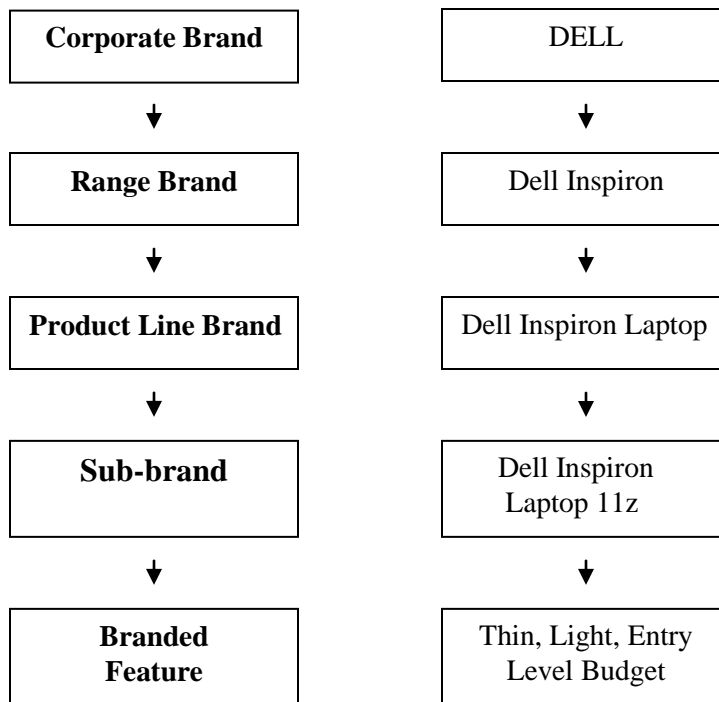 Corporate Brand
DELL
Range Brand
Dell Inspiron
Product Line Brand
Dell Inspiron Laptop
Sub-brand
Dell Inspiron
Laptop 11z
Branded
Feature
Thin, Light, Entry
Level Budget